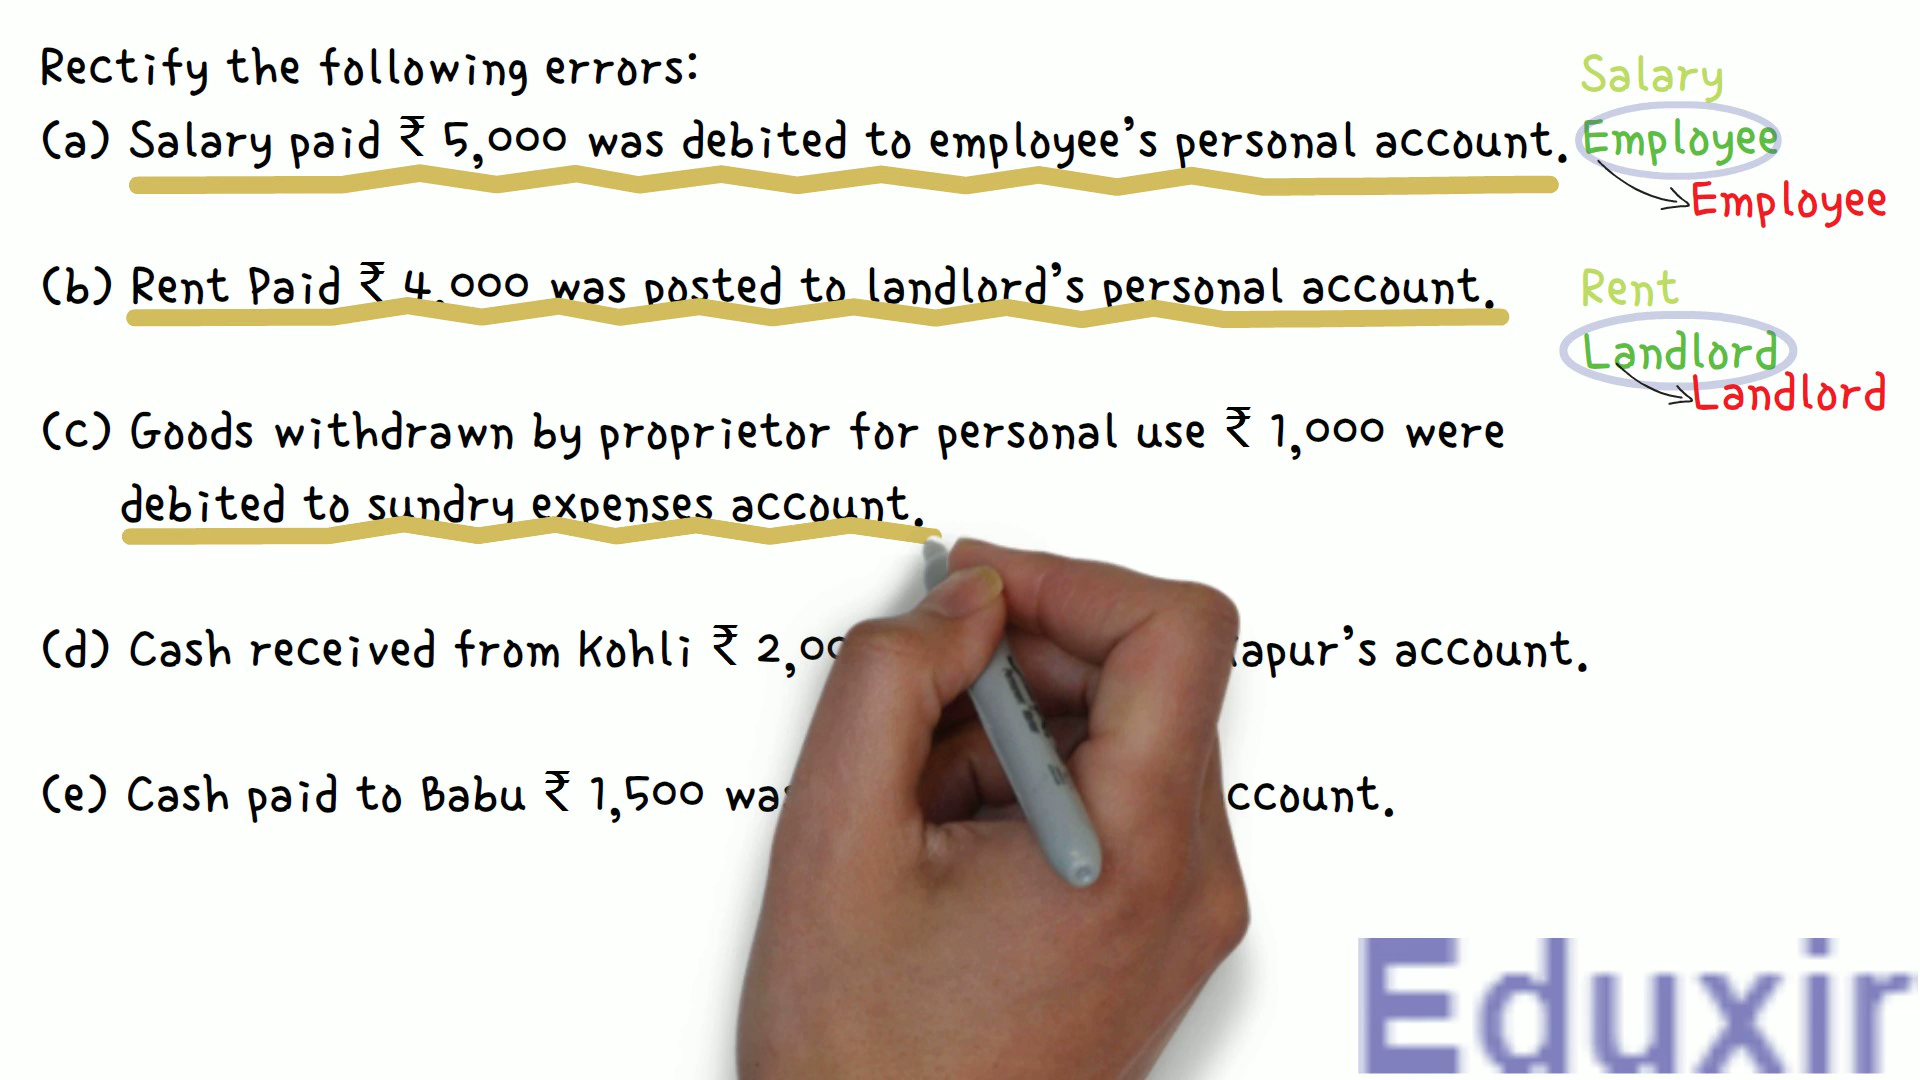 Rectify the following errors:
Salary
(a) Salary paid ₹ 5,000 was debited to employee's personal account.
Employee
Employee
(b) Rent Paid ₹ 4,000 was posted to landlord's personal account.
Rent
Landlord
Landlord
(c) Goods withdrawn by proprietor for personal use ₹ 1,000 were
debited to sundry expenses account.
(d) Cash received from Kohli ₹ account.
(e) Cash paid to Babu ₹ 1,500